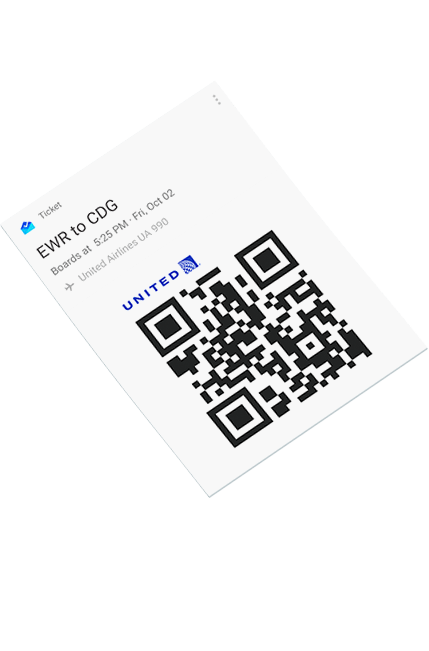 Ticket
EWR to CDG
Boards at 5:25 PM · Fri, Oct 02
United Airlines UA 990
UNITED